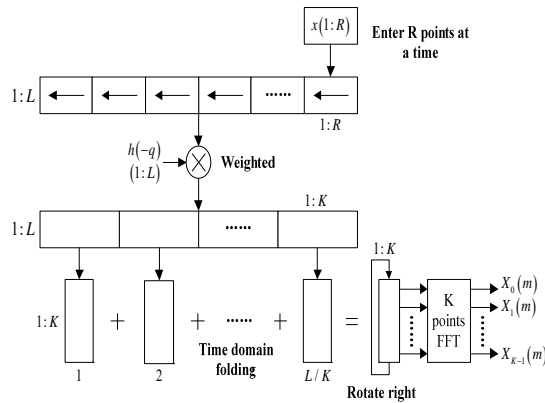 x(1:R)
Enter R points at
a time
1:L
······
1:R
h(−q)
(1:L)
Weighted
1:K
1:L
······
1:K
1:K
+
+
······
+
=
K
points
FFT
X₀(m)
X₁(m)
X_{K−1}(m)
Time domain
folding
1
2
L/K
Rotate right